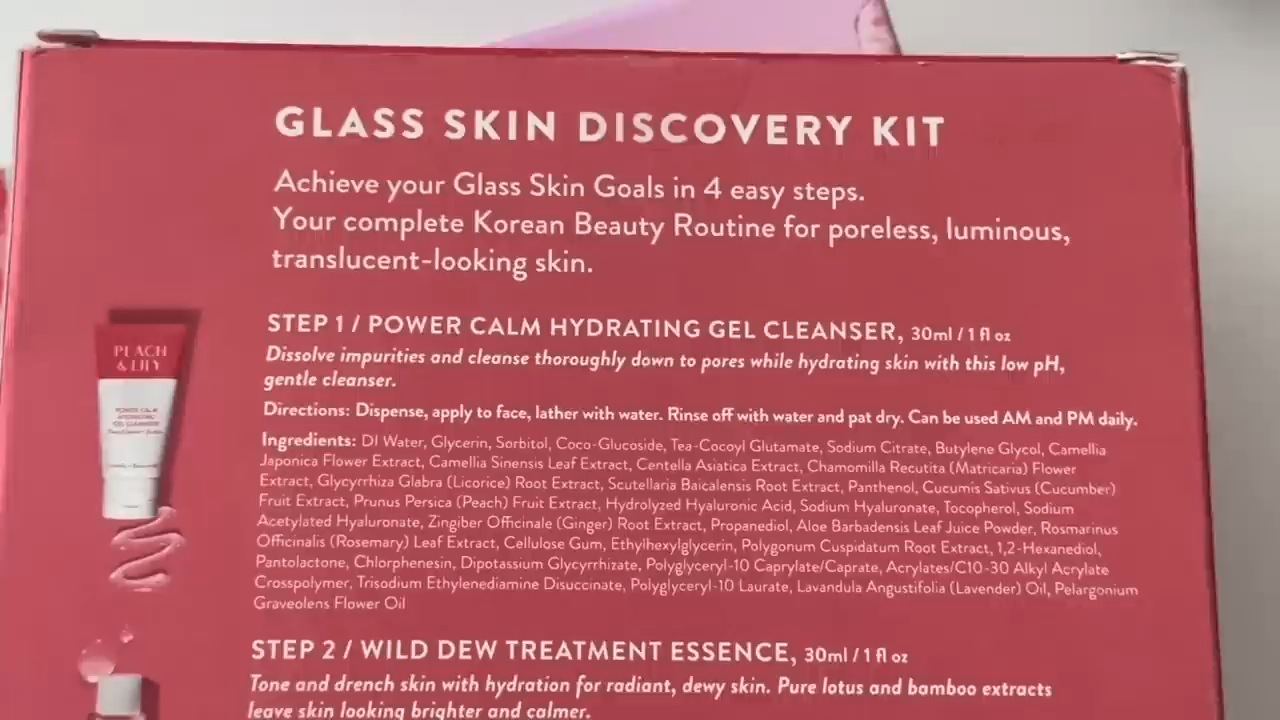 GLASS SKIN DISCOVERY KIT
Achieve your Glass Skin Goals in 4 easy steps.
Your complete Korean Beauty Routine for poreless, luminous,
translucent-looking skin.
STEP 1 / POWER CALM HYDRATING GEL CLEANSER, 30ml / 1 fl oz
Dissolve impurities and cleanse thoroughly down to pores while hydrating skin with this low pH,
gentle cleanser.
Directions: Dispense, apply to face, lather with water. Rinse off with water and pat dry. Can be used AM and PM daily.
Ingredients: DI Water, Glycerin, Sorbitol, Coco-Glucoside, Tea-Cocoyl Glutamate, Sodium Citrate, Butylene Glycol, Camellia
Japonica Flower Extract, Camellia Sinensis Leaf Extract, Centella Asiatica Extract, Chamomilla Recutita (Matricaria) Flower
Extract, Glycyrrhiza Glabra (Licorice) Root Extract, Scutellaria Baicalensis Root Extract, Panthenol, Cucumis Sativus (Cucumber)
Fruit Extract, Prunus Persica (Peach) Fruit Extract, Hydrolyzed Hyaluronic Acid, Sodium Hyaluronate, Tocopherol, Sodium
Acetylated Hyaluronate, Zingiber Officinale (Ginger) Root Extract, Propanediol, Aloe Barbadensis Leaf Juice Powder, Rosmarinus
Officinalis (Rosemary) Leaf Extract, Cellulose Gum, Ethylhexylglycerin, Polygonum Cuspidatum Root Extract, 1,2-Hexanediol,
Pantolactone, Chlorphenesin, Dipotassium Glycyrrhizate, Polyglyceryl-10 Caprylate/Caprate, Acrylates/C10-30 Alkyl Acrylate
Crosspolymer, Trisodium Ethylenediamine Disuccinate, Polyglyceryl-10 Laurate, Lavandula Angustifolia (Lavender) Oil, Pelargonium
Graveolens Flower Oil
PEACH
& LILY
POWER CALM
HYDRATING
GEL CLEANSER
STEP 2 / WILD DEW TREATMENT ESSENCE, 30ml / 1 fl oz
Tone and drench skin with hydration for radiant, dewy skin. Pure lotus and bamboo extracts
leave skin looking brighter and calmer.